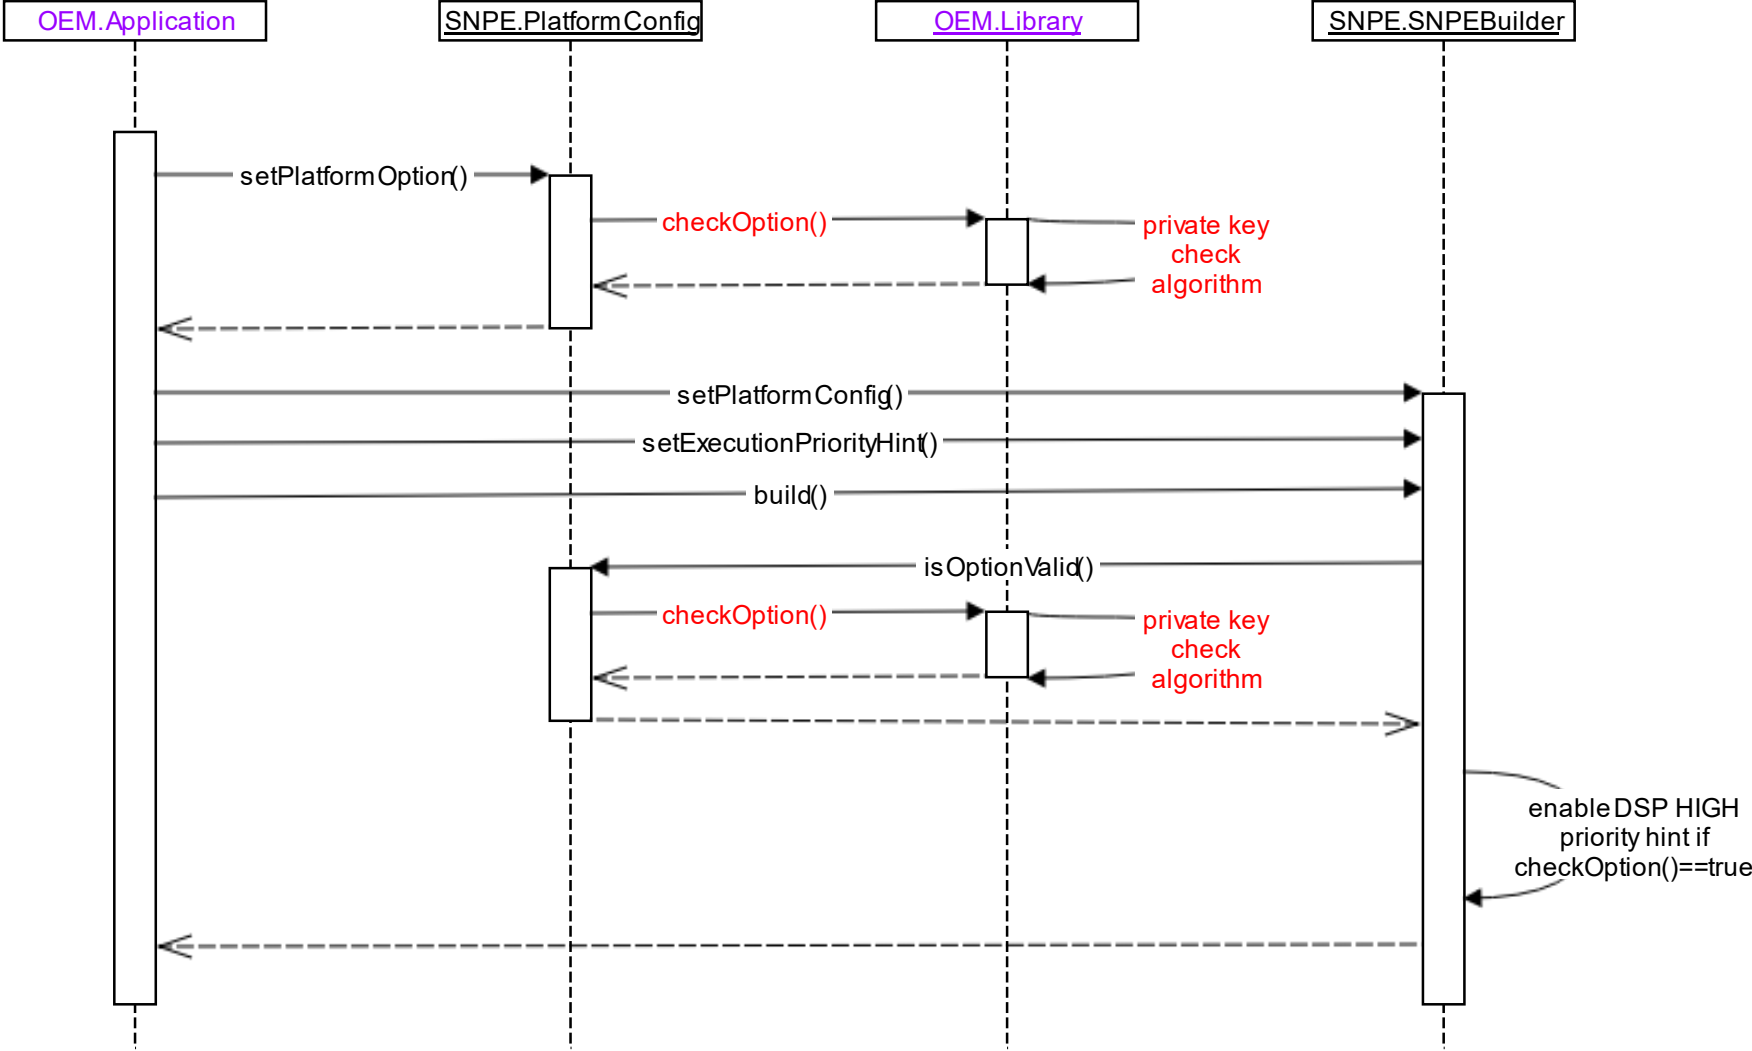 OEM.Application
SNPE.PlatformConfig
OEM.Library
SNPE.SNPEBuilder
setPlatformOption()
checkOption()
private key
check
algorithm
setPlatformConfig()
setExecutionPriorityHint()
build()
isOptionValid()
checkOption()
private key
check
algorithm
enable DSP HIGH
priority hint if
checkOption()==true